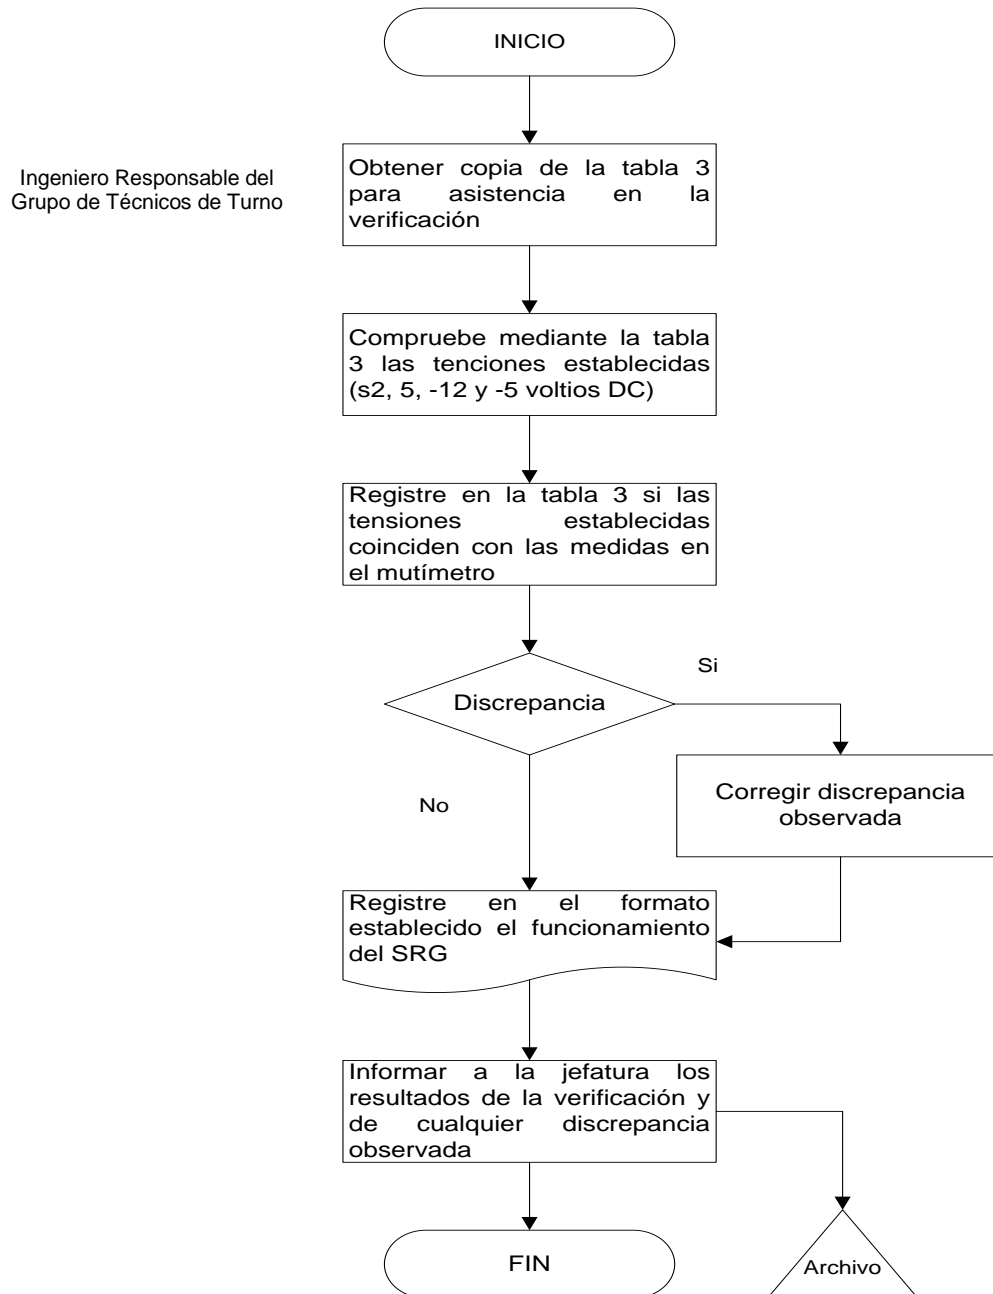 INICIO
Ingeniero Responsable del
Grupo de Técnicos de Turno
Obtener copia de la tabla 3
para asistencia en la
verificación
Compruebe mediante la tabla
3 las tenciones establecidas
(s2, 5, -12 y -5 voltios DC)
Registre en la tabla 3 si las
tensiones establecidas
coinciden con las medidas en
el mutímetro
Discrepancia
Si
No
Corregir discrepancia
observada
Registre en el formato
establecido el funcionamiento
del SRG
Informar a la jefatura los
resultados de la verificación y
de cualquier discrepancia
observada
FIN
Archivo